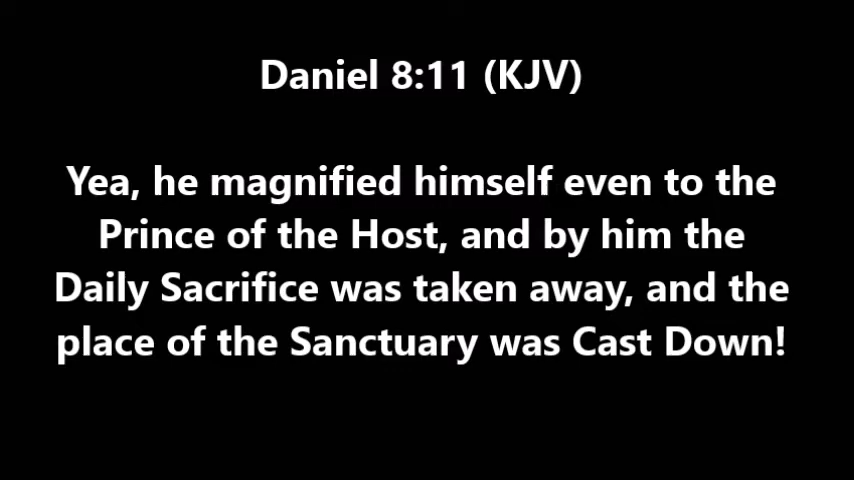 Daniel 8:11 (KJV)
Yea, he magnified himself even to the
Prince of the Host, and by him the
Daily Sacrifice was taken away, and the
place of the Sanctuary was Cast Down!